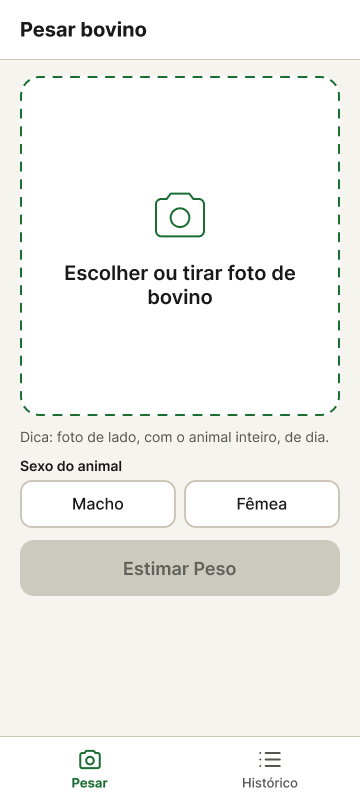 Pesar bovino
Escolher ou tirar foto de
bovino
Dica: foto de lado, com o animal inteiro, de dia.
Sexo do animal
Macho
Fêmea
Estimar Peso
Pesar
Histórico